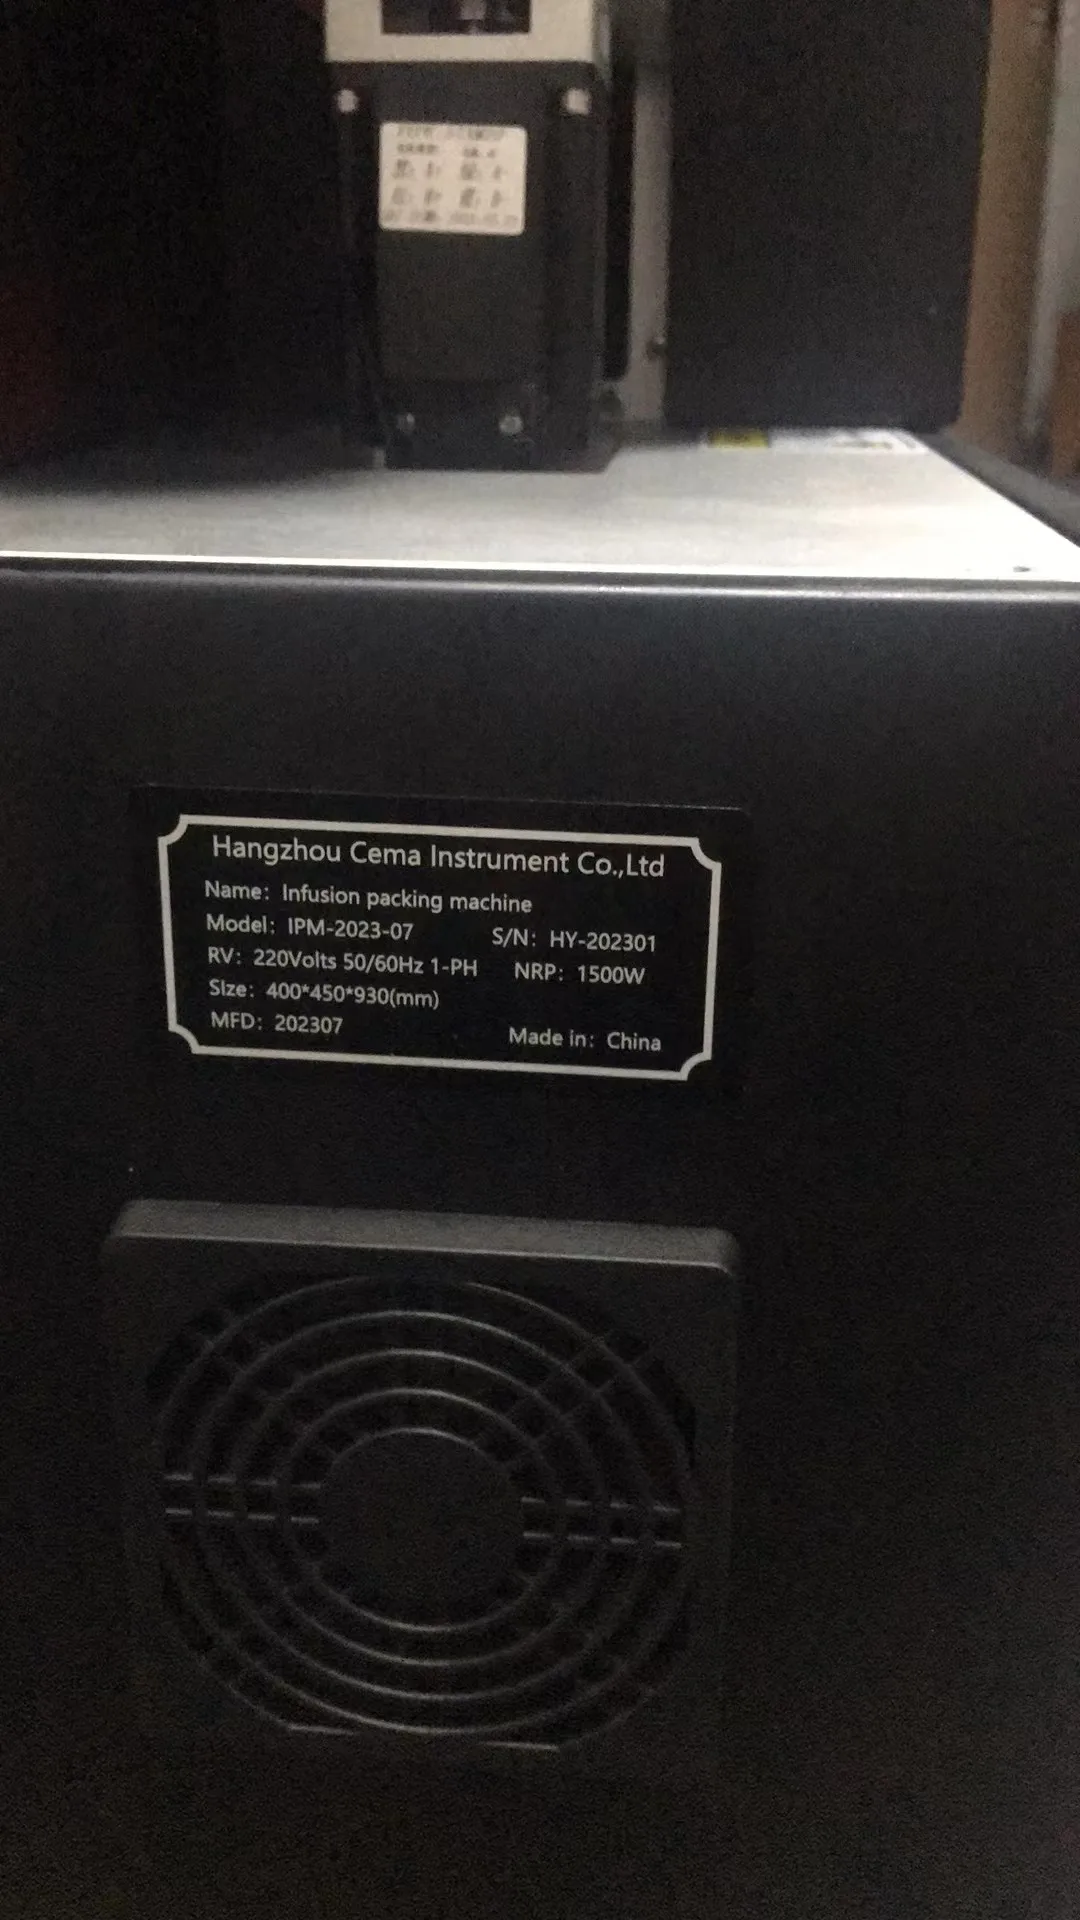 Hangzhou Cema Instrument Co.,Ltd
Name: Infusion packing machine
Model: IPM-2023-07 S/N: HY-202301
RV: 220Volts 50/60Hz 1-PH NRP: 1500W
SIze: 400*450*930(mm)
MFD: 202307 Made in: China